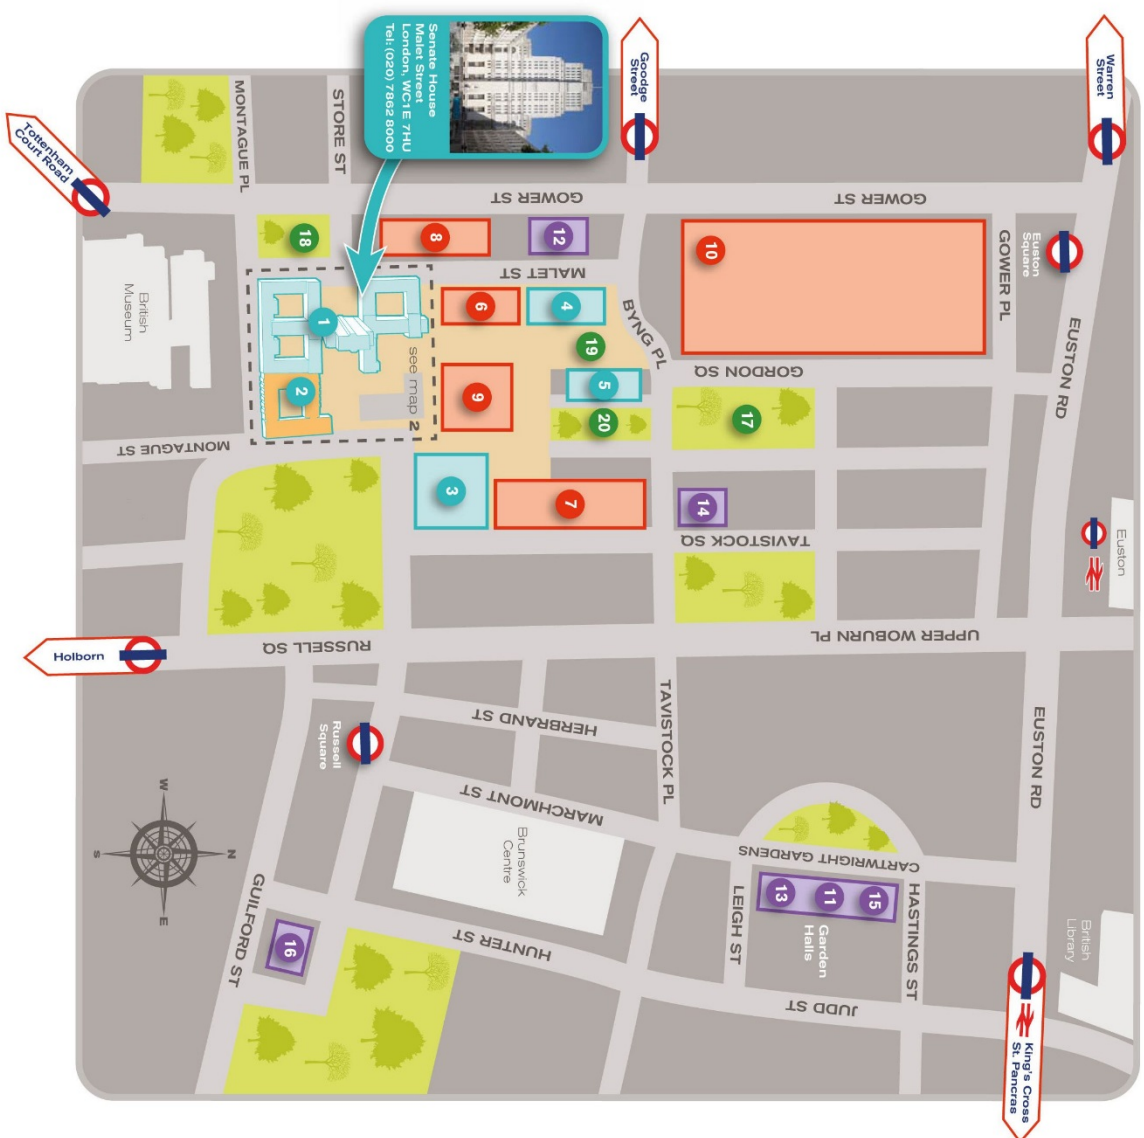 Warren
Street
Goodge
Street
Senate House
Malet Street
London, WC1E 7HU
Tel: (020) 7862 8000
Tottenham
Court Road
MONTAGUE PL
STORE ST
GOWER ST
GOWER ST
Euston
Square
GOWER PL
EUSTON RD
18
8
12
10
MALET ST
BYNG PL
British
Museum
1
6
4
19
see map 2
GORDON SQ
2
9
5
20
17
MONTAGUE ST
3
7
14
TAVISTOCK SQ
Euston
Holborn
RUSSELL SQ
UPPER WOBURN PL
Russell
Square
HERBRAND ST
TAVISTOCK PL
EUSTON RD
MARCHMONT ST
Brunswick
Centre
CARTWRIGHT GARDENS
W
N
S
E
GUILFORD ST
16
HUNTER ST
LEIGH ST
13
11
15
Garden
Halls
HASTINGS ST
JUDD ST
British
Library
King's Cross
St. Pancras